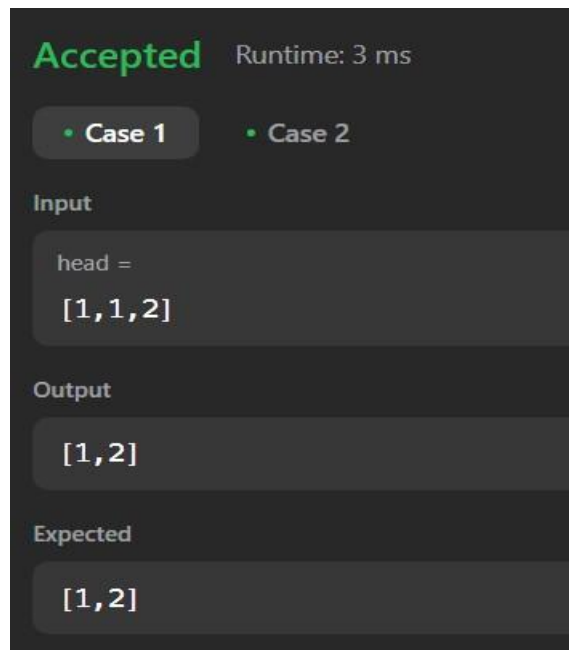 Accepted Runtime: 3 ms
• Case 1 • Case 2
Input
head =
[1,1,2]
Output
[1,2]
Expected
[1,2]